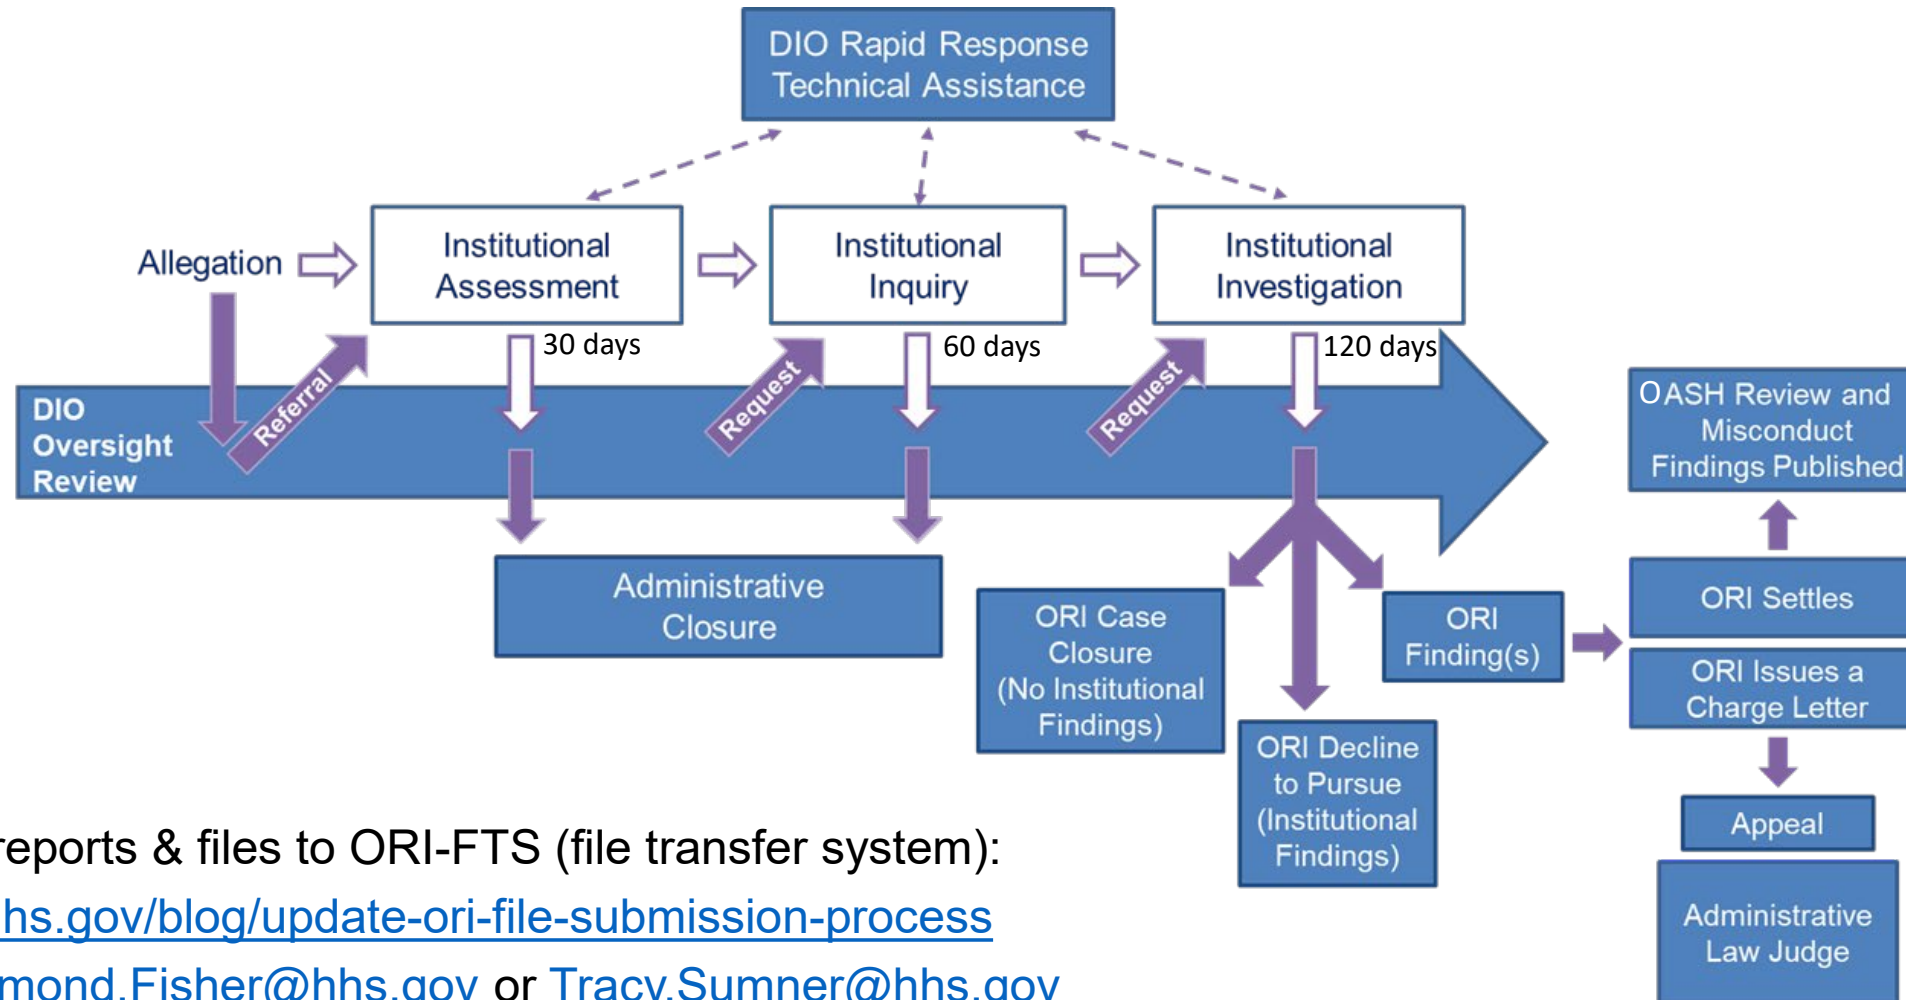 DIO Rapid Response
Technical Assistance
Allegation
Institutional
Assessment
Institutional
Inquiry
Institutional
Investigation
30 days
60 days
120 days
Referral
Request
Request
DIO
Oversight
Review
Administrative
Closure
ORI Case
Closure
(No Institutional
Findings)
ORI Decline
to Pursue
(Institutional
Findings)
ORI
Finding(s)
OASH Review and
Misconduct
Findings Published
ORI Settles
ORI Issues a
Charge Letter
Appeal
Administrative
Law Judge
reports & files to ORI-FTS (file transfer system):
hs.gov/blog/update-ori-file-submission-process
mond.Fisher@hhs.gov or Tracy.Sumner@hhs.gov